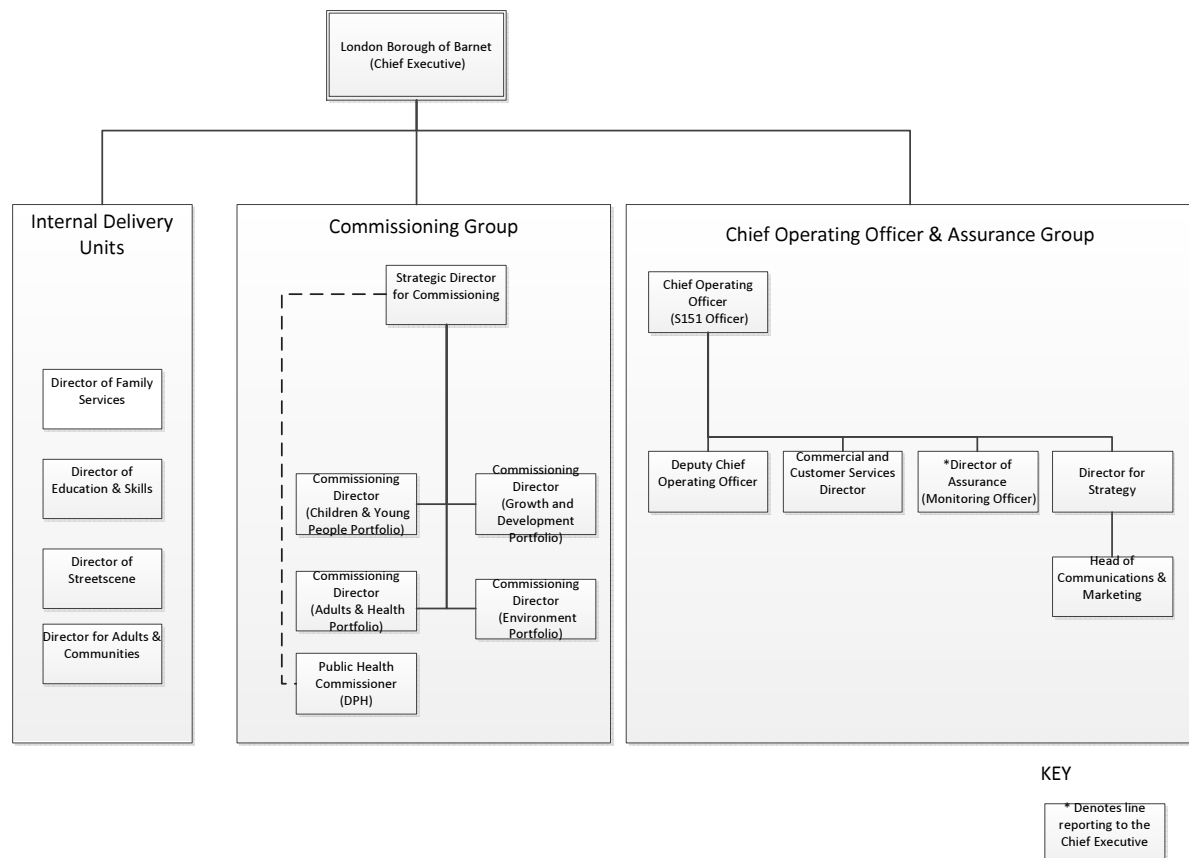 London Borough of Barnet
(Chief Executive)
Internal Delivery
Units
Director of Family
Services
Director of
Education & Skills
Director of
Streetscene
Director for Adults &
Communities
Commissioning Group
Strategic Director
for Commissioning
Commissioning
Director
(Children & Young
People Portfolio)
Commissioning
Director
(Growth and
Development
Portfolio)
Commissioning
Director
(Adults & Health
Portfolio)
Commissioning
Director
(Environment
Portfolio)
Public Health
Commissioner
(DPH)
Chief Operating Officer & Assurance Group
Chief Operating
Officer
(S151 Officer)
Deputy Chief
Operating Officer
Commercial and
Customer Services
Director
*Director of
Assurance
(Monitoring Officer)
Director for
Strategy
Head of
Communications &
Marketing
KEY
* Denotes line
reporting to the
Chief Executive